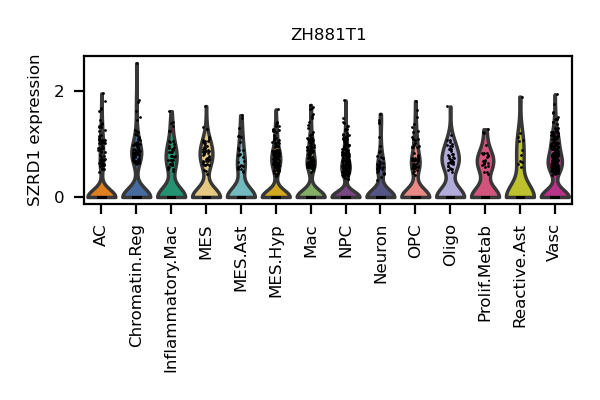 ZH881T1
SZRD1 expression
2
0
AC
Chromatin.Reg
Inflammatory.Mac
MES
MES.Ast
MES.Hyp
Mac
NPC
Neuron
OPC
Oligo
Prolif.Metab
Reactive.Ast
Vasc